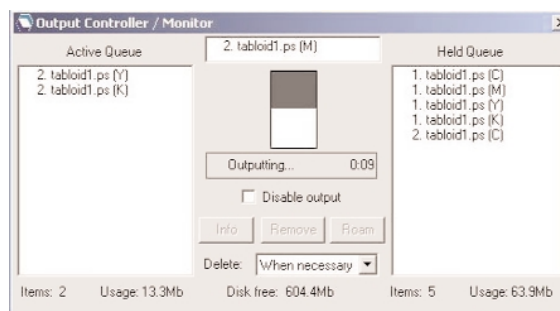 Output Controller / Monitor
Active Queue
2. tabloid1.ps (M)
Held Queue
2. tabloid1.ps (Y)
2. tabloid1.ps (K)
1. tabloid1.ps (C)
1. tabloid1.ps (M)
1. tabloid1.ps (Y)
1. tabloid1.ps (K)
2. tabloid1.ps (C)
Outputting... 0:09
Disable output
Info Remove Roam
Delete: When necessary
Items: 2 Usage: 13.3Mb Disk free: 604.4Mb Items: 5 Usage: 63.9Mb